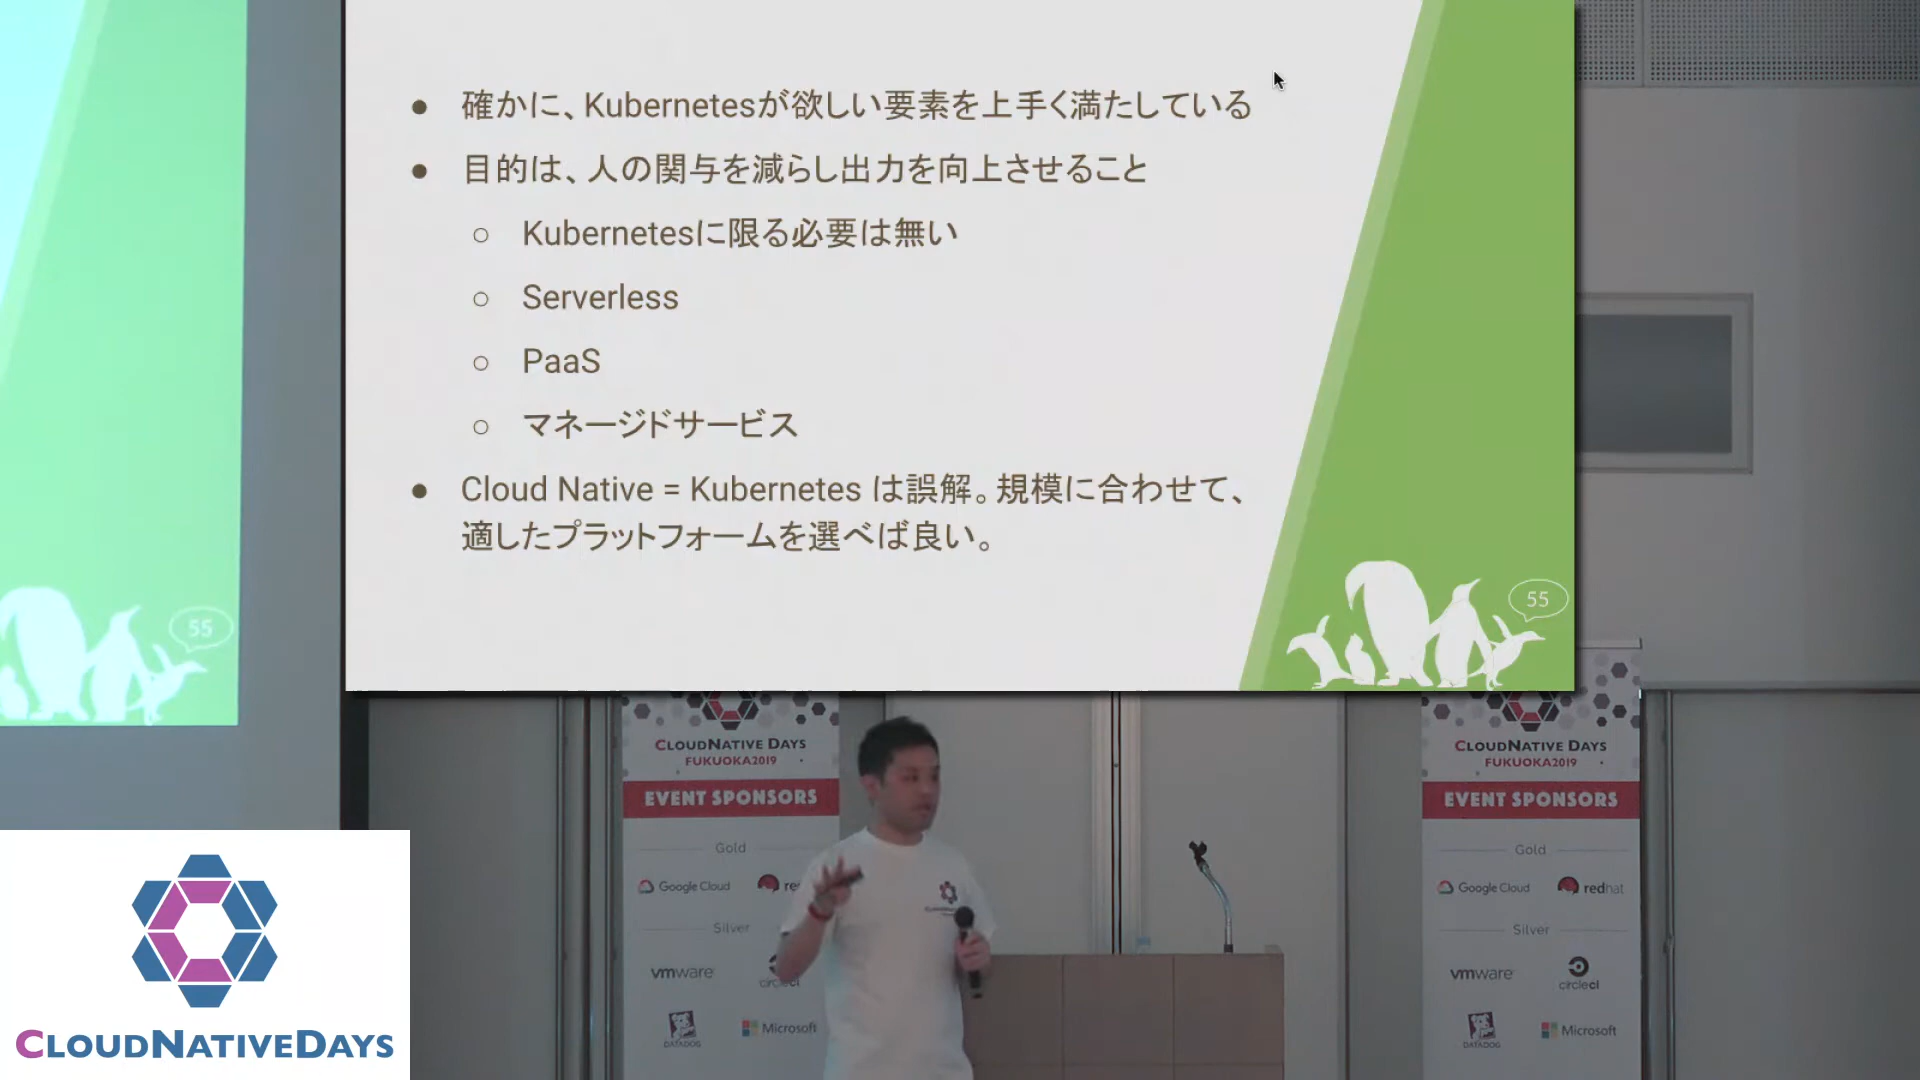 確かに、Kubernetesが欲しい要素を上手く満たしている
目的は、人の関与を減らし出力を向上させること
Kubernetesに限る必要は無い
Serverless
PaaS
マネージドサービス
Cloud Native = Kubernetes は誤解。規模に合わせて、
適したプラットフォームを選べば良い。
55
55
CLOUDNATIVE DAYS
FUKUOKA2019
EVENT SPONSORS
Gold
Google Cloud
Silver
vmware
circleci
DATADOG
Microsoft
CLOUDNATIVE DAYS
FUKUOKA2019
EVENT SPONSORS
Gold
Google Cloud redhat
Silver
vmware
circleci
DATADOG
Microsoft
CLOUDNATIVEDAYS